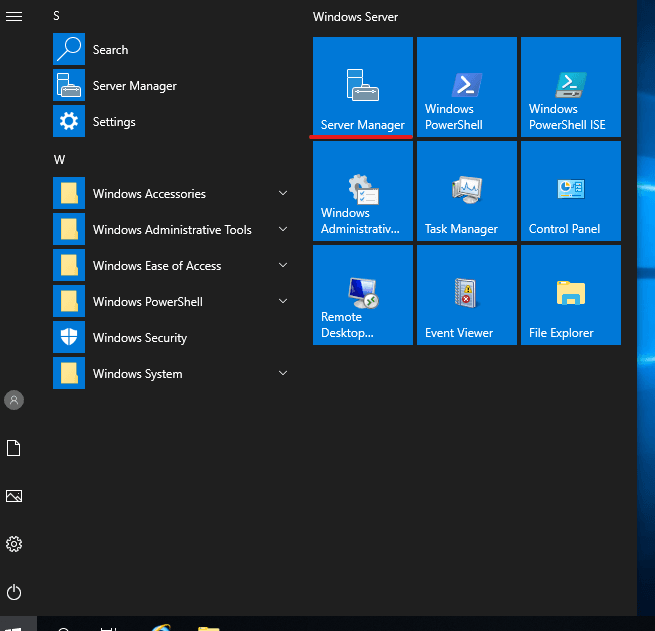 S
Search
Server Manager
Settings
W
Windows Accessories
Windows Administrative Tools
Windows Ease of Access
Windows PowerShell
Windows Security
Windows System
Windows Server
Server Manager
Windows
PowerShell
Windows
PowerShell ISE
Windows
Administrativ...
Task Manager
Control Panel
Remote
Desktop...
Event Viewer
File Explorer